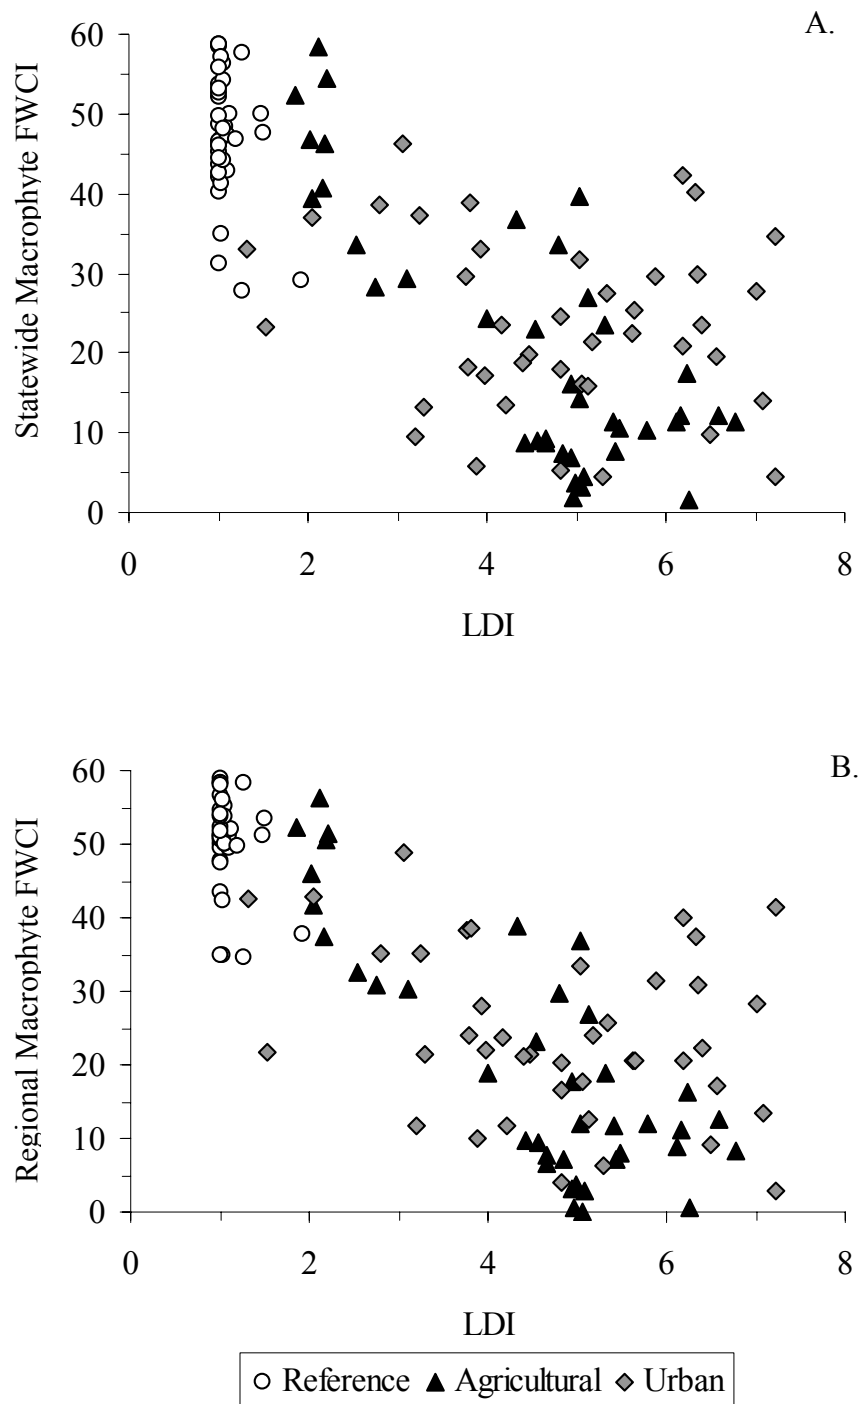 A.
60
50
40
30
20
10
0
Statewide Macrophyte FWCI
0 2 4 6 8
LDI
B.
60
50
40
30
20
10
0
Regional Macrophyte FWCI
0 2 4 6 8
LDI
Reference Agricultural Urban